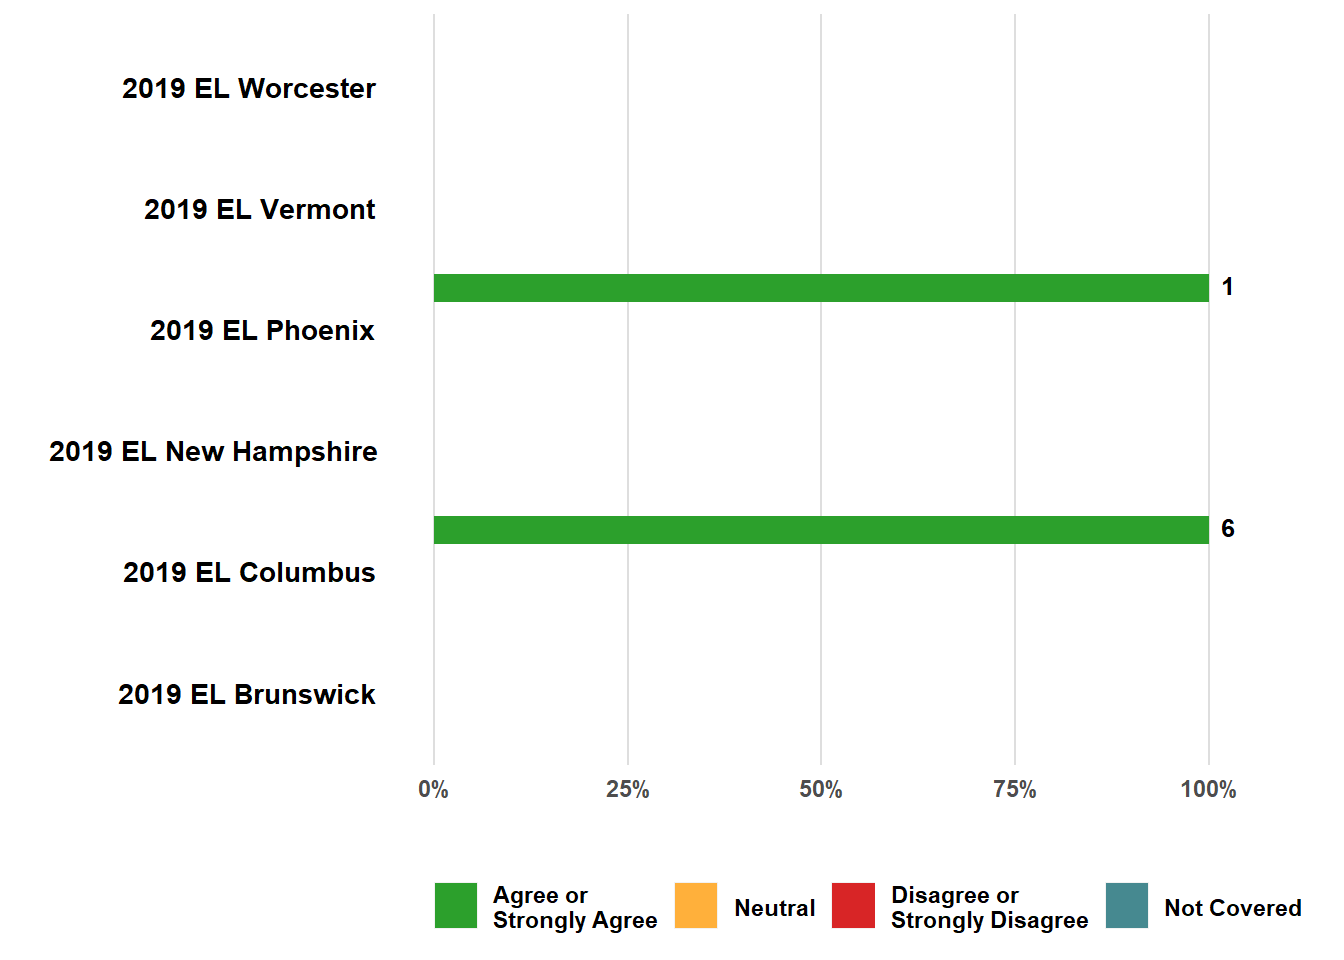 2019 EL Worcester
2019 EL Vermont
1
2019 EL Phoenix
2019 EL New Hampshire
6
2019 EL Columbus
2019 EL Brunswick
0% 25% 50% 75% 100%
Agree or
Strongly Agree
Neutral
Disagree or
Strongly Disagree
Not Covered